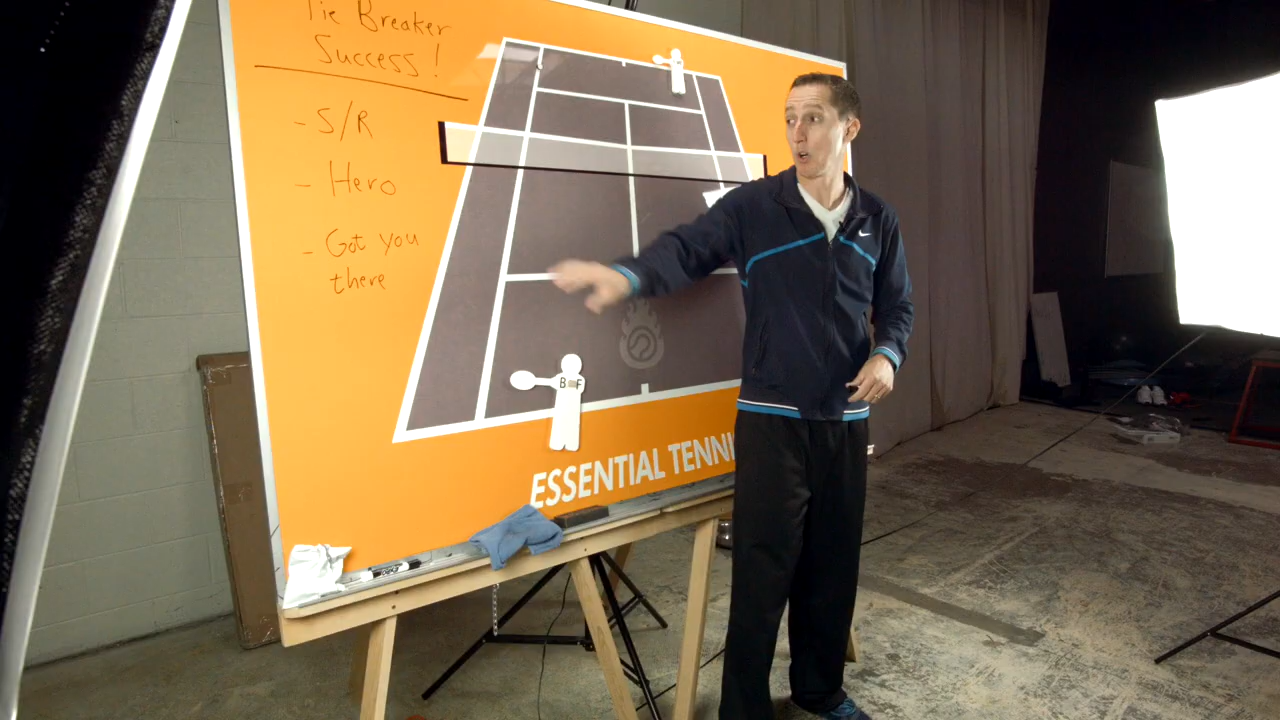 Tie Breaker
Success!
- S/R
- Hero
- Got you
there
B F
ESSENTIAL TENNI